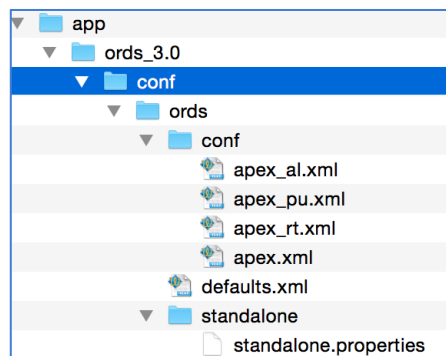 app
ords_3.0
conf
ords
conf
apex_al.xml
apex_pu.xml
apex_rt.xml
apex.xml
defaults.xml
standalone
standalone.properties